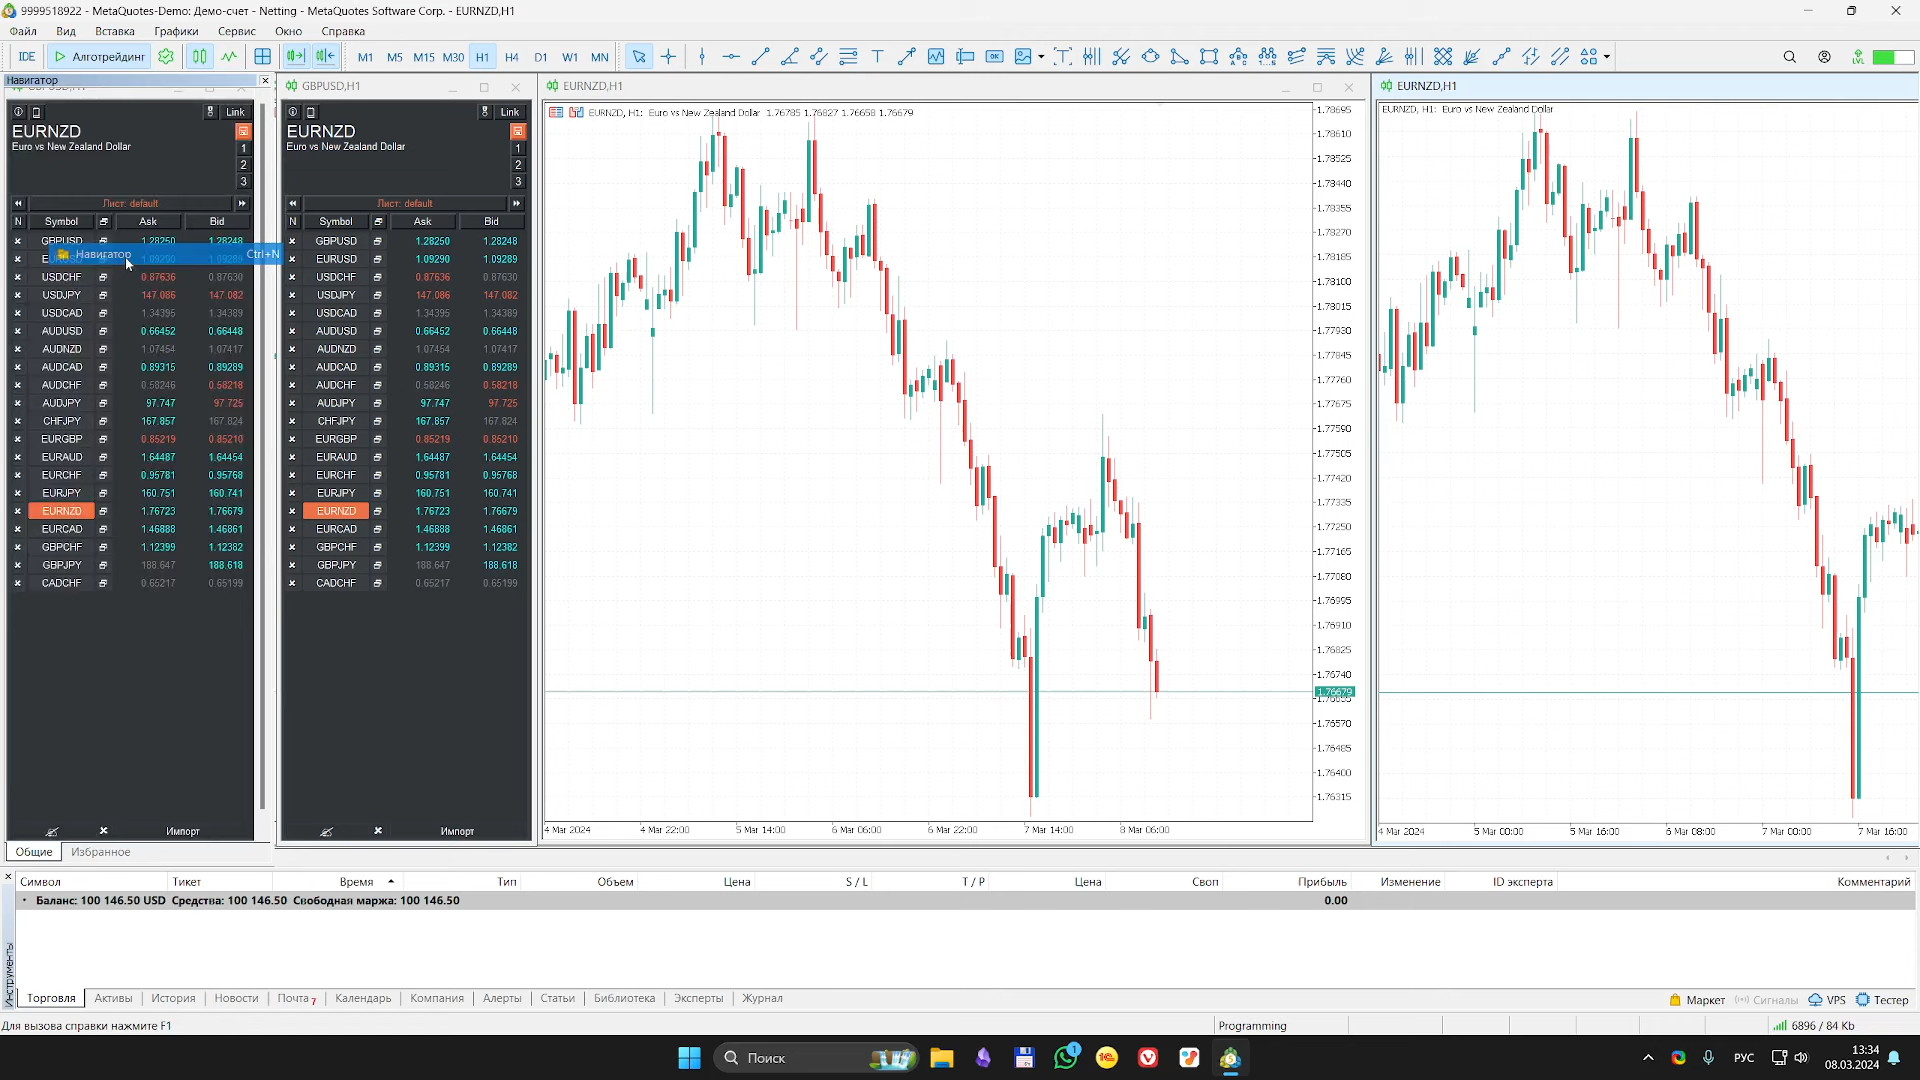 9999518922 - MetaQuotes-Demo: Демо-счет - Netting - MetaQuotes Software Corp. - EURNZD,H1
Файл Вид Вставка Графики Сервис Окно Справка
IDE Алготрейдинг M1 M5 M15 M30 H1 H4 D1 W1 MN
Навигатор
GBPUSD,H1
EURNZD,H1
EURNZD,H1
Link
EURNZD
Euro vs New Zealand Dollar
1
2
3
Лист: default
N Symbol Ask Bid
GBPUSD 1.28250 1.28248
Навигатор Ctrl+N
USDCHF 0.87636 0.87630
USDJPY 147.086 147.082
USDCAD 1.34395 1.34389
AUDUSD 0.66452 0.66448
AUDNZD 1.07454 1.07417
AUDCAD 0.89315 0.89289
AUDCHF 0.58246 0.58218
AUDJPY 97.747 97.725
CHFJPY 167.857 167.824
EURGBP 0.85219 0.85210
EURAUD 1.64487 1.64454
EURCHF 0.95781 0.95768
EURJPY 160.751 160.741
EURNZD 1.76723 1.76679
EURCAD 1.46888 1.46861
GBPCHF 1.12399 1.12382
GBPJPY 188.647 188.618
CADCHF 0.65217 0.65199
Импорт
Общие Избранное
Link
EURNZD
Euro vs New Zealand Dollar
1
2
3
Лист: default
N Symbol Ask Bid
GBPUSD 1.28250 1.28248
EURUSD 1.09290 1.09289
USDCHF 0.87636 0.87630
USDJPY 147.086 147.082
USDCAD 1.34395 1.34389
AUDUSD 0.66452 0.66448
AUDNZD 1.07454 1.07417
AUDCAD 0.89315 0.89289
AUDCHF 0.58246 0.58218
AUDJPY 97.747 97.725
CHFJPY 167.857 167.824
EURGBP 0.85219 0.85210
EURAUD 1.64487 1.64454
EURCHF 0.95781 0.95768
EURJPY 160.751 160.741
EURNZD 1.76723 1.76679
EURCAD 1.46888 1.46861
GBPCHF 1.12399 1.12382
GBPJPY 188.647 188.618
CADCHF 0.65217 0.65199
Импорт
EURNZD, H1: Euro vs New Zealand Dollar 1.76785 1.76827 1.76658 1.76679
1.78695
1.78610
1.78525
1.78440
1.78355
1.78270
1.78185
1.78100
1.78015
1.77930
1.77845
1.77760
1.77675
1.77590
1.77505
1.77420
1.77335
1.77250
1.77165
1.77080
1.76995
1.76910
1.76825
1.76740
1.76679
1.76570
1.76485
1.76400
1.76315
4 Mar 2024 4 Mar 22:00 5 Mar 14:00 6 Mar 06:00 6 Mar 22:00 7 Mar 14:00 8 Mar 06:00
EURNZD, H1: Euro vs New Zealand Dollar
4 Mar 2024 5 Mar 00:00 5 Mar 16:00 6 Mar 08:00 7 Mar 00:00 7 Mar 16:00
Символ Тикет Время Тип Объем Цена S / L T / P Цена Своп Прибыль Изменение ID эксперта Комментарий
Баланс: 100 146.50 USD Средства: 100 146.50 Свободная маржа: 100 146.50 0.00
Инструменты
Торговля Активы История Новости Почта 7 Календарь Компания Алерты Статьи Библиотека Эксперты Журнал
Маркет Сигналы VPS Тестер
Для вызова справки нажмите F1 Programming 6896 / 84 Kb
Поиск 1 РУС 13:34
08.03.2024